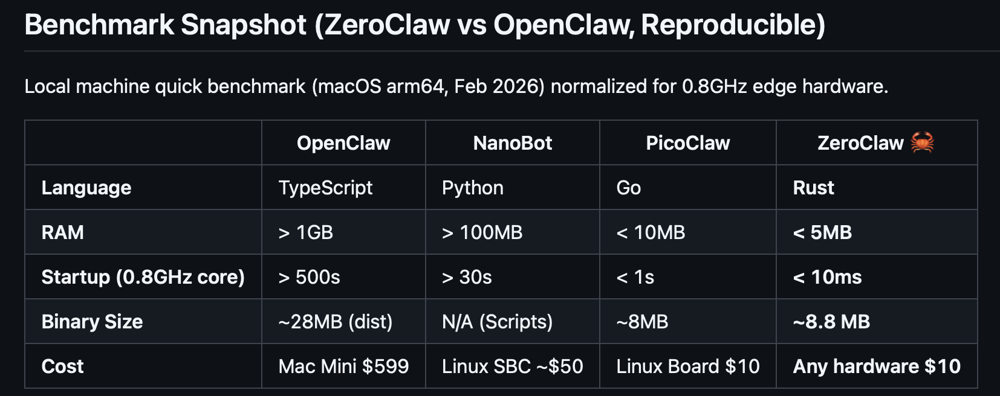 Benchmark Snapshot (ZeroClaw vs OpenClaw, Reproducible)
Local machine quick benchmark (macOS arm64, Feb 2026) normalized for 0.8GHz edge hardware.
OpenClaw NanoBot PicoClaw ZeroClaw 🦀
Language TypeScript Python Go Rust
RAM > 1GB > 100MB < 10MB < 5MB
Startup (0.8GHz core) > 500s > 30s < 1s < 10ms
Binary Size ~28MB (dist) N/A (Scripts) ~8MB ~8.8 MB
Cost Mac Mini $599 Linux SBC ~$50 Linux Board $10 Any hardware $10